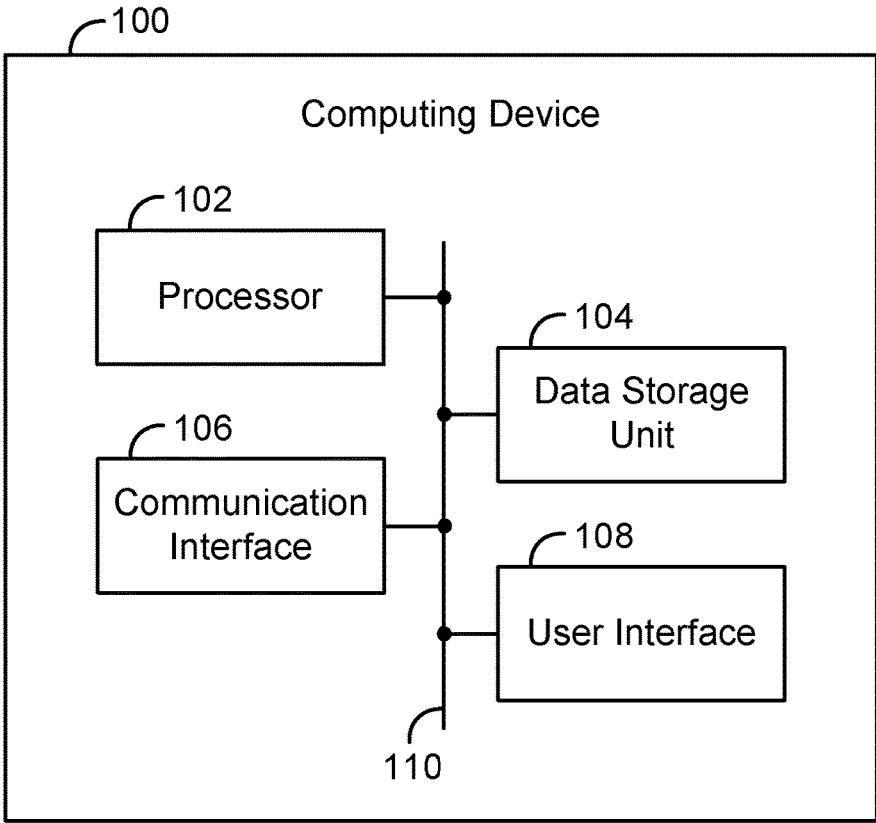 100
Computing Device
102
Processor
104
Data Storage
Unit
106
Communication
Interface
108
User Interface
110